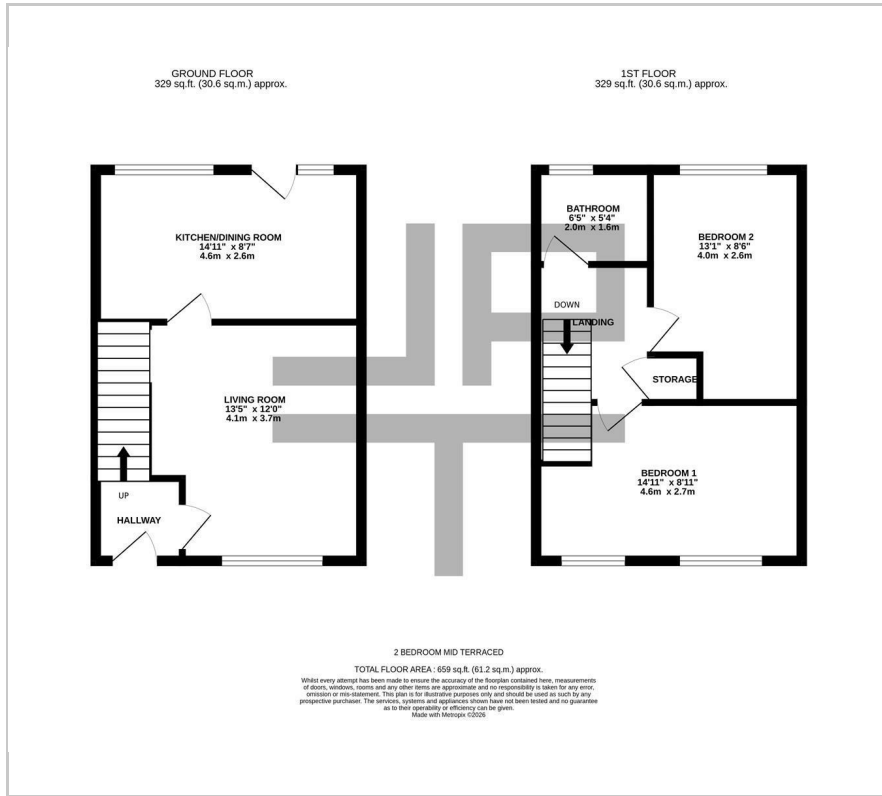 GROUND FLOOR
329 sq.ft. (30.6 sq.m.) approx.
1ST FLOOR
329 sq.ft. (30.6 sq.m.) approx.
KITCHEN/DINING ROOM
14'11" x 8'7"
4.6m x 2.6m
LIVING ROOM
13'5" x 12'0"
4.1m x 3.7m
UP
HALLWAY
BATHROOM
6'5" x 5'4"
2.0m x 1.6m
BEDROOM 2
13'1" x 8'6"
4.0m x 2.6m
DOWN
LANDING
STORAGE
BEDROOM 1
14'11" x 8'11"
4.6m x 2.7m
2 BEDROOM MID TERRACED
TOTAL FLOOR AREA : 659 sq.ft. (61.2 sq.m.) approx.
Whilst every attempt has been made to ensure the accuracy of the floorplan contained here, measurements
of doors, windows, rooms and any other items are approximate and no responsibility is taken for any error,
omission or mis-statement. This plan is for illustrative purposes only and should be used as such by any
prospective purchaser. The services, systems and appliances shown have not been tested and no guarantee
as to their operability or efficiency can be given.
Made with Metropix ©2026